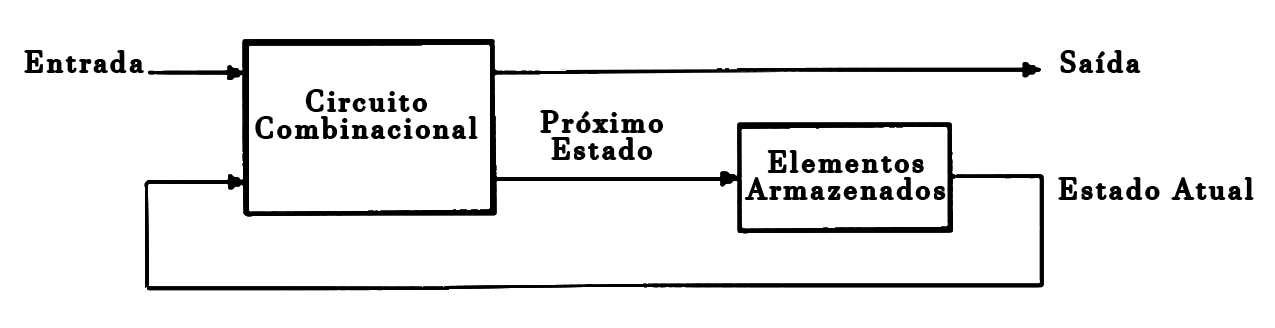 Entrada
Circuito
Combinacional
Saída
Próximo
Estado
Elementos
Armazenados
Estado Atual